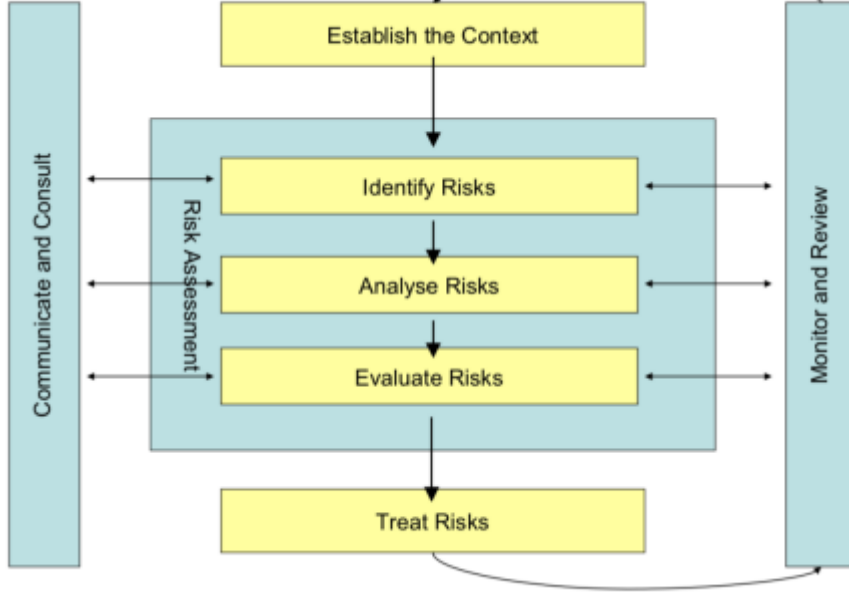 Establish the Context
Communicate and Consult
Risk Assessment
Identify Risks
Analyse Risks
Evaluate Risks
Monitor and Review
Treat Risks